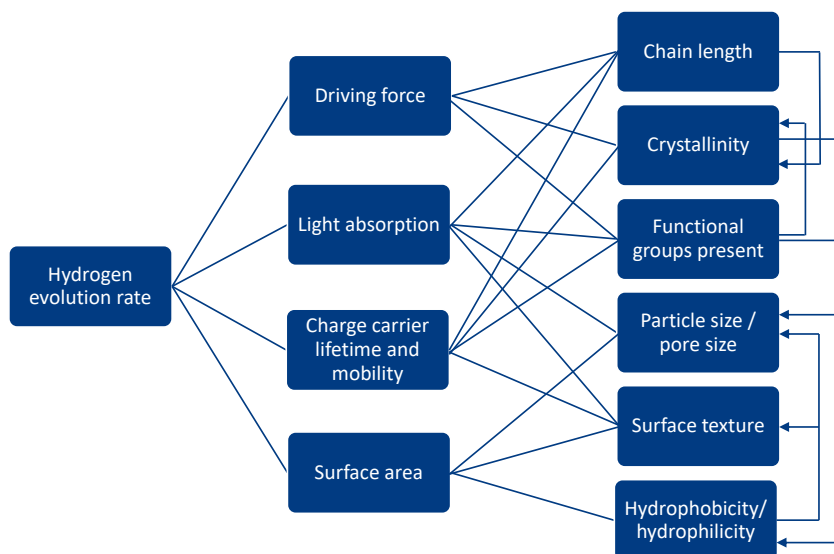 Hydrogen
evolution rate
Driving force
Light absorption
Charge carrier
lifetime and
mobility
Surface area
Chain length
Crystallinity
Functional
groups present
Particle size /
pore size
Surface texture
Hydrophobicity/
hydrophilicity